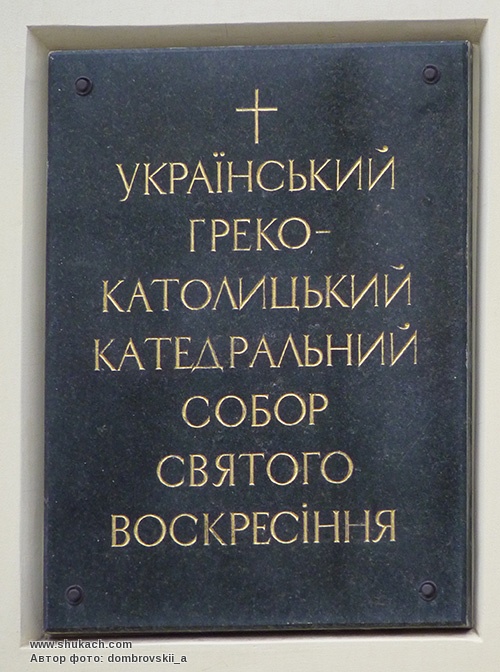 УКРАЇНСЬКИЙ
ГРЕКО-
КАТОЛИЦЬКИЙ
КАТЕДРАЛЬНИЙ
СОБОР
СВЯТОГО
ВОСКРЕСІННЯ
www.shukach.com
Автор фото: dombrovskii_a